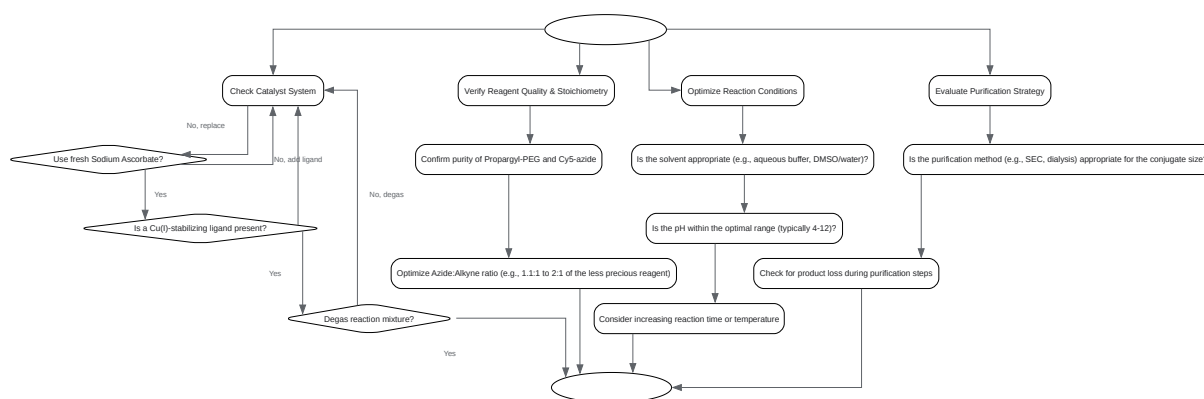 Check Catalyst System
Verify Reagent Quality & Stoichiometry
Optimize Reaction Conditions
Evaluate Purification Strategy
No, replace
Use fresh Sodium Ascorbate?
No, add ligand
Confirm purity of Propargyl-PEG and Cy5-azide
Is the solvent appropriate (e.g., aqueous buffer, DMSO/water)?
Is the purification method (e.g., SEC, dialysis) appropriate for the conjugate size?
Yes
No, degas
Is a Cu(I)-stabilizing ligand present?
Is the pH within the optimal range (typically 4-12)?
Yes
Optimize Azide:Alkyne ratio (e.g., 1.1:1 to 2:1 of the less precious reagent)
Check for product loss during purification steps
Degas reaction mixture?
Consider increasing reaction time or temperature
Yes